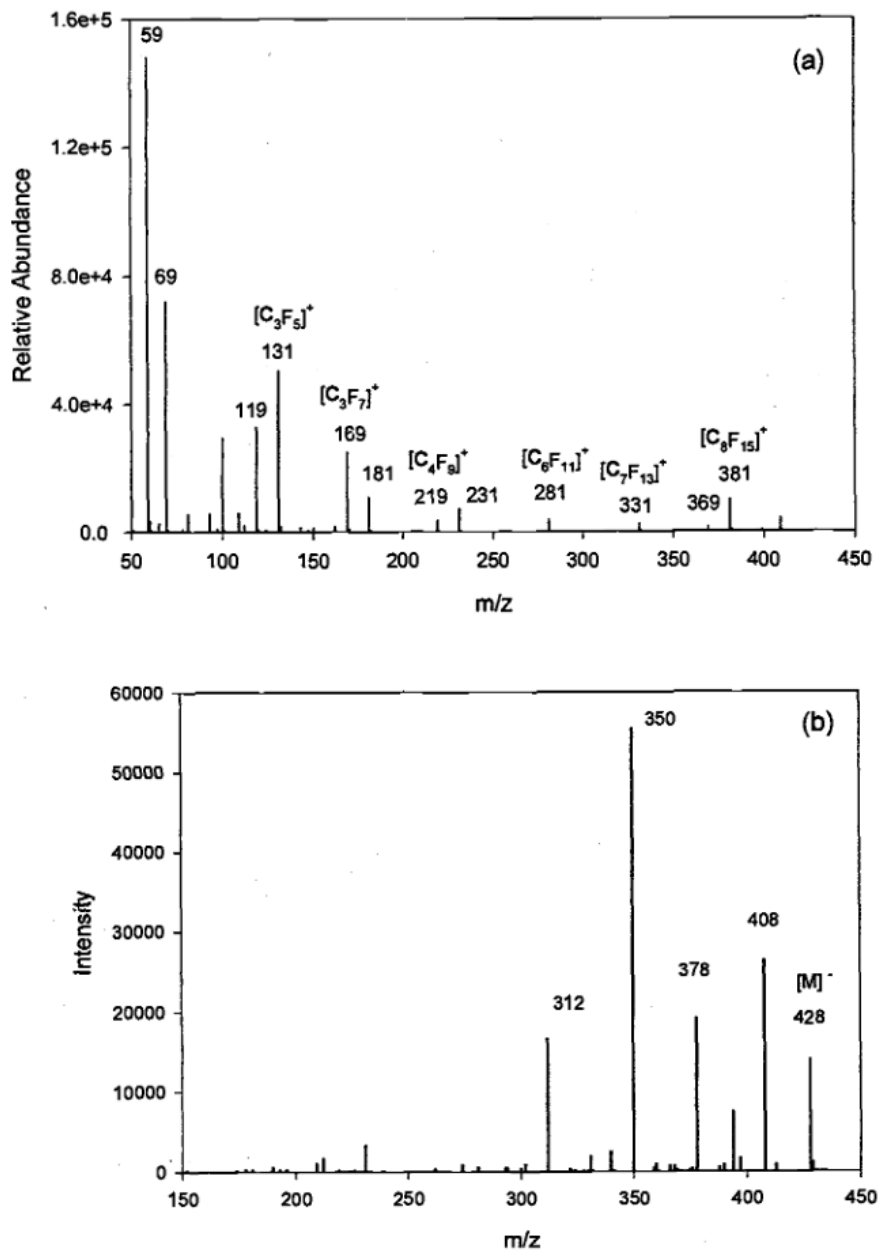 1.6e+5
59
(a)
1.2e+5
Relative Abundance
8.0e+4
69
[C₃F₅]⁺
131
[C₃F₇]⁺
4.0e+4
119
169
181
[C₄F₉]⁺
219
231
[C₆F₁₁]⁺
281
[C₇F₁₃]⁺
331
369
[C₈F₁₅]⁺
381
0.0
50 100 150 200 250 300 350 400 450
m/z
60000
350
(b)
50000
40000
Intensity
30000
408
[M]⁻
378
428
20000
312
10000
0
150 200 250 300 350 400 450
m/z